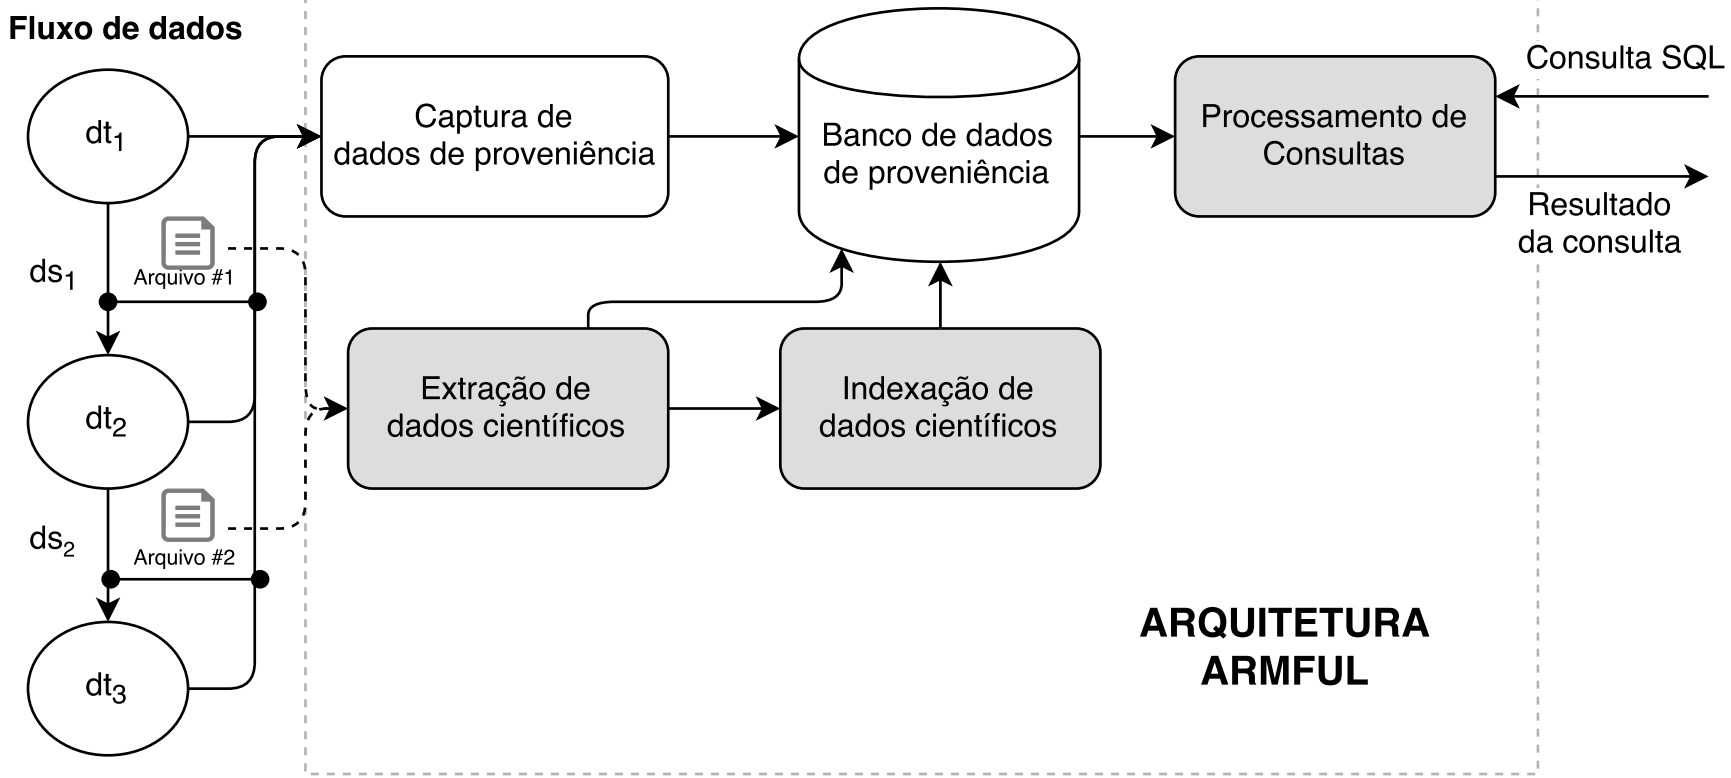 Fluxo de dados
dt1
Captura de
dados de proveniência
Banco de dados
de proveniência
Processamento de
Consultas
Consulta SQL
Resultado
da consulta
ds1
Arquivo #1
dt2
Extração de
dados científicos
Indexação de
dados científicos
ds2
Arquivo #2
dt3
ARQUITETURA
ARMFUL